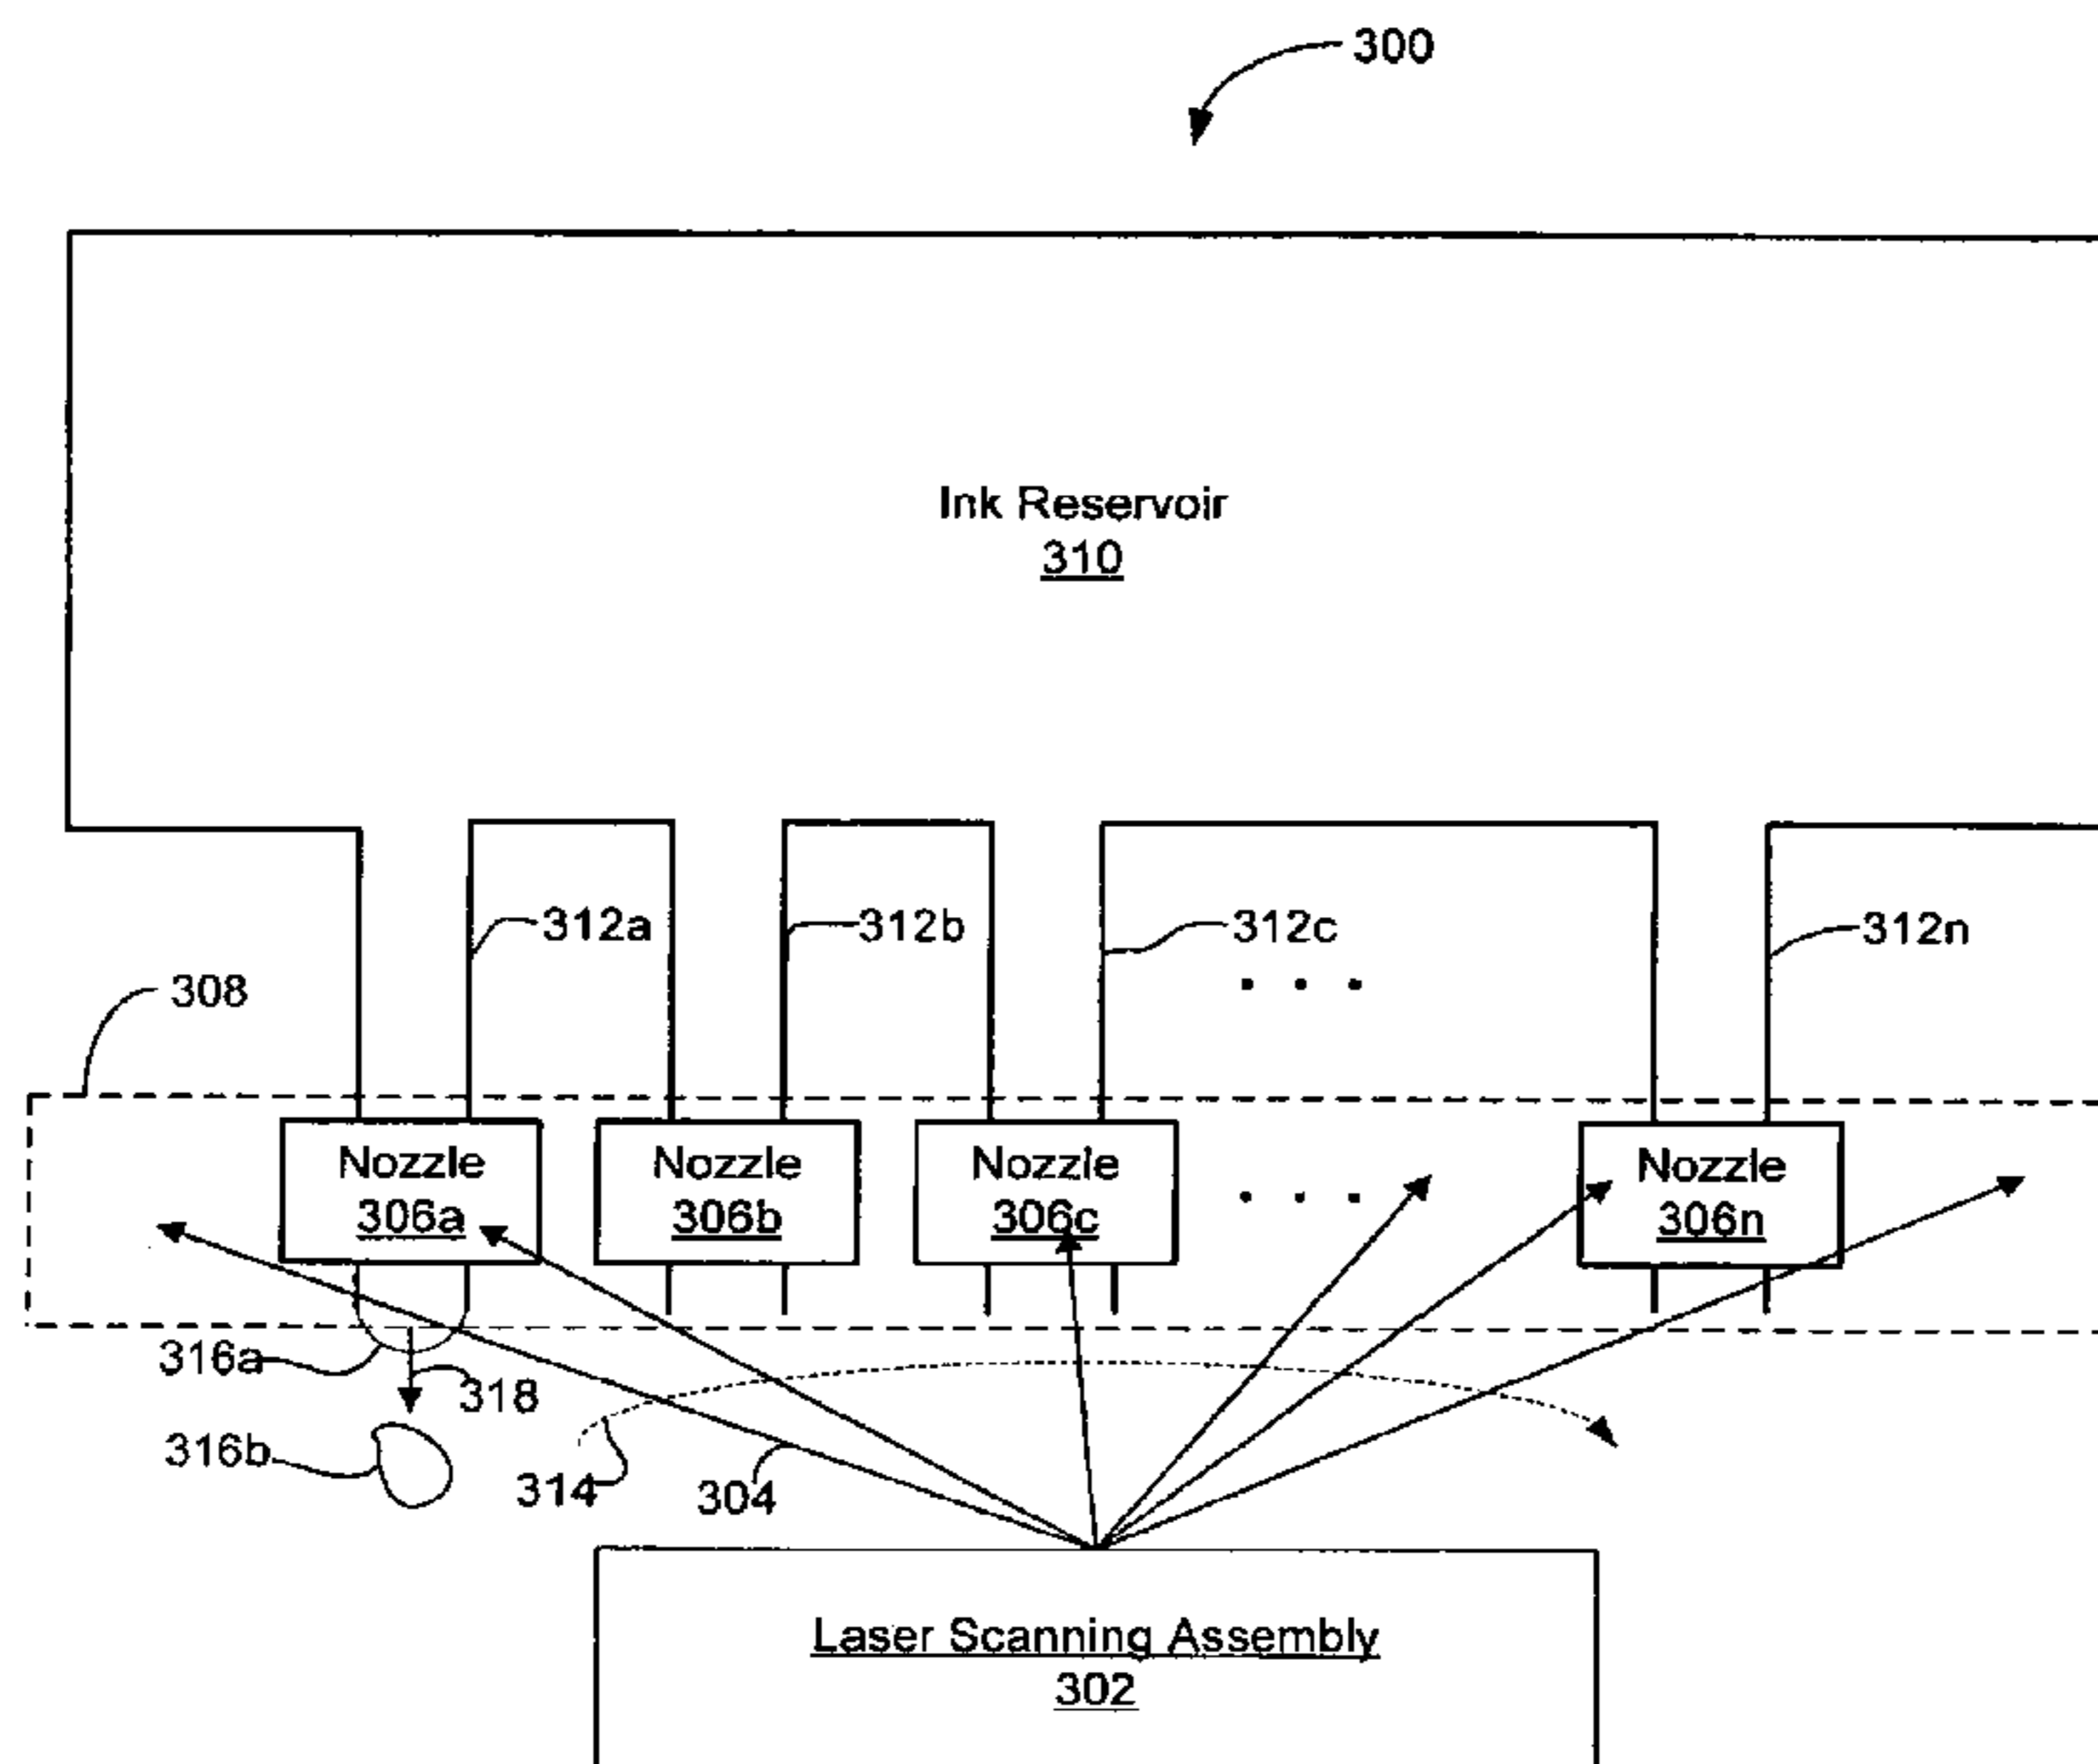 300
Ink Reservoir
310
312a
312b
312c
312n
308
. . .
Nozzle
306a
Nozzle
306b
Nozzle
306c
. . .
Nozzle
306n
316a
318
316b
314
304
Laser Scanning Assembly
302